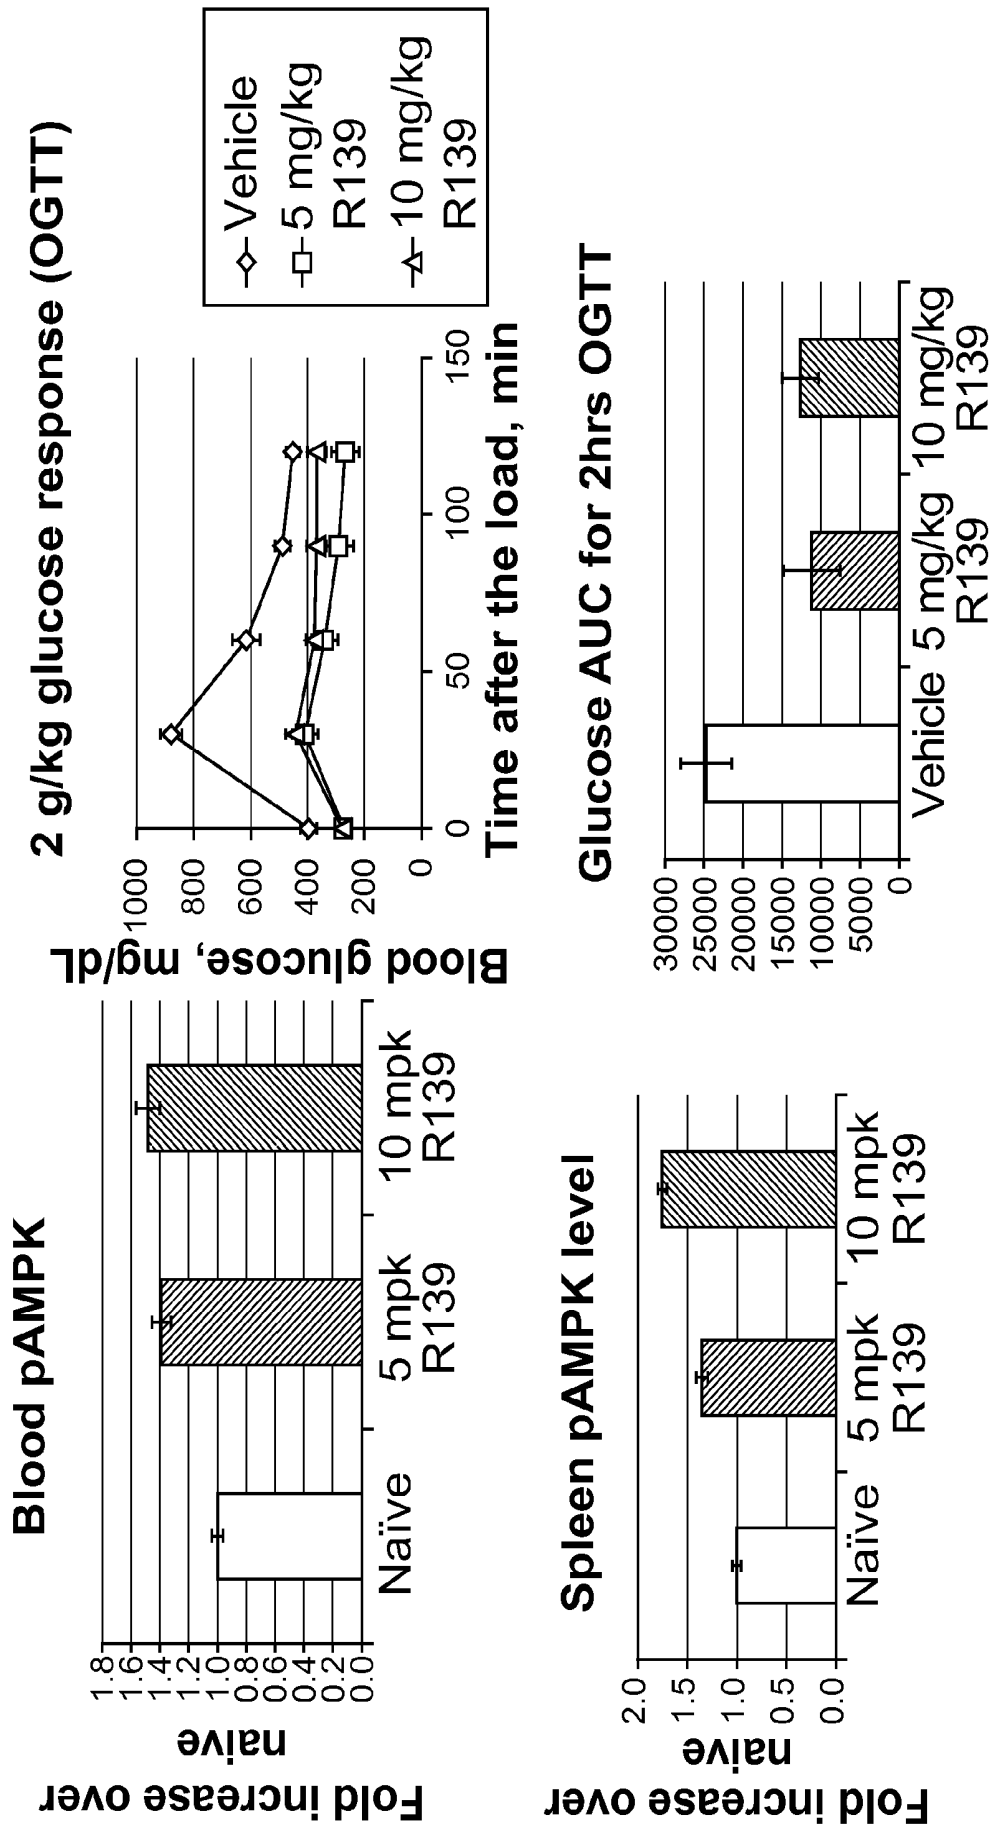 Blood pAMPK
Fold increase over
naive
1.8
1.6
1.4
1.2
1.0
0.8
0.6
0.4
0.2
0.0
Naïve
5 mpk
R139
10 mpk
R139
2 g/kg glucose response (OGTT)
Blood glucose, mg/dL
1000
800
600
400
200
0
0
50
100
150
Time after the load, min
Vehicle
5 mg/kg
R139
10 mg/kg
R139
Spleen pAMPK level
Fold increase over
naive
2.0
1.5
1.0
0.5
0.0
Naïve
5 mpk
R139
10 mpk
R139
Glucose AUC for 2hrs OGTT
30000
25000
20000
15000
10000
5000
0
Vehicle
5 mg/kg
R139
10 mg/kg
R139